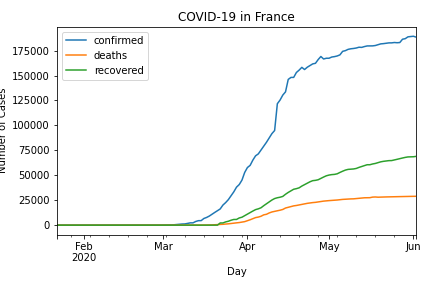 COVID-19 in France
confirmed
deaths
recovered
175000
150000
125000
100000
75000
50000
25000
0
Number of Cases
Feb
2020
Mar
Apr
May
Jun
Day